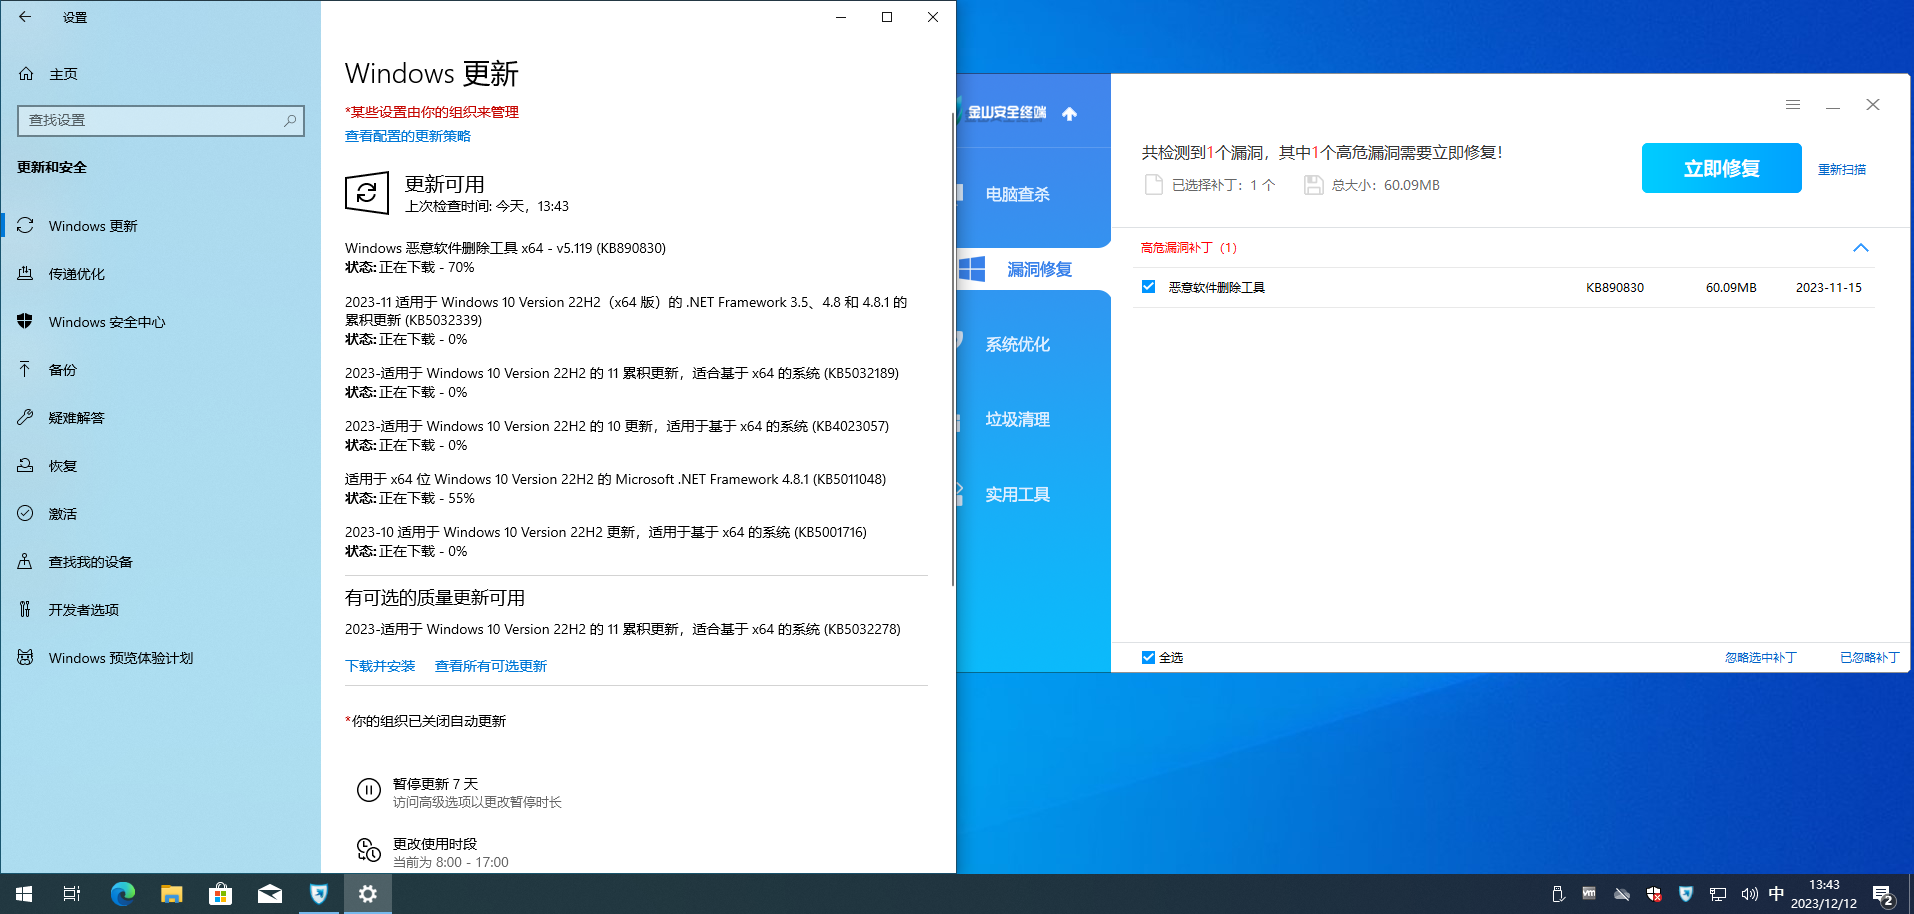 设置
主页
查找设置
更新和安全
Windows 更新
传递优化
Windows 安全中心
备份
疑难解答
恢复
激活
查找我的设备
开发者选项
Windows 预览体验计划
Windows 更新
*某些设置由你的组织来管理
查看配置的更新策略
更新可用
上次检查时间: 今天，13:43
Windows 恶意软件删除工具 x64 - v5.119 (KB890830)
状态: 正在下载 - 70%
2023-11 适用于 Windows 10 Version 22H2（x64 版）的 .NET Framework 3.5、4.8 和 4.8.1 的
累积更新 (KB5032339)
状态: 正在下载 - 0%
2023-适用于 Windows 10 Version 22H2 的 11 累积更新，适合基于 x64 的系统 (KB5032189)
状态: 正在下载 - 0%
2023-适用于 Windows 10 Version 22H2 的 10 更新，适用于基于 x64 的系统 (KB4023057)
状态: 正在下载 - 0%
适用于 x64 位 Windows 10 Version 22H2 的 Microsoft .NET Framework 4.8.1 (KB5011048)
状态: 正在下载 - 55%
2023-10 适用于 Windows 10 Version 22H2 更新，适用于基于 x64 的系统 (KB5001716)
状态: 正在下载 - 0%
有可选的质量更新可用
2023-适用于 Windows 10 Version 22H2 的 11 累积更新，适合基于 x64 的系统 (KB5032278)
下载并安装 查看所有可选更新
*你的组织已关闭自动更新
暂停更新 7 天
访问高级选项以更改暂停时长
更改使用时段
当前为 8:00 - 17:00
金山安全终端
电脑查杀
漏洞修复
系统优化
垃圾清理
实用工具
共检测到1个漏洞，其中1个高危漏洞需要立即修复！
已选择补丁：1 个 总大小：60.09MB
立即修复 重新扫描
高危漏洞补丁（1）
恶意软件删除工具 KB890830 60.09MB 2023-11-15
全选 忽略选中补丁 已忽略补丁
vm
中
13:43
2023/12/12
2